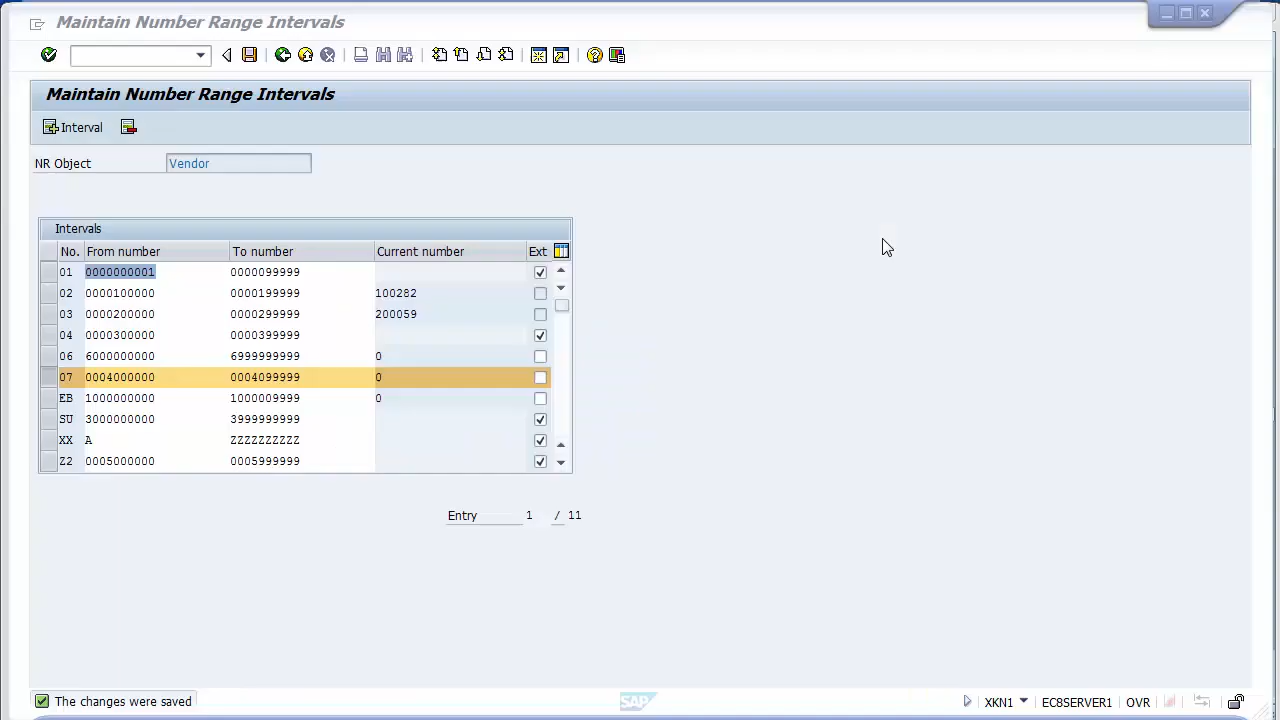 Maintain Number Range Intervals
Maintain Number Range Intervals
Interval
NR Object Vendor
Intervals
No. From number To number Current number Ext
01 0000000001 0000099999
02 0000100000 0000199999 100282
03 0000200000 0000299999 200059
04 0000300000 0000399999
06 6000000000 6999999999 0
07 0004000000 0004099999 0
EB 1000000000 1000009999 0
SU 3000000000 3999999999
XX A ZZZZZZZZZZ
Z2 0005000000 0005999999
Entry 1 / 11
The changes were saved SAP XKN1 EC8SERVER1 OVR